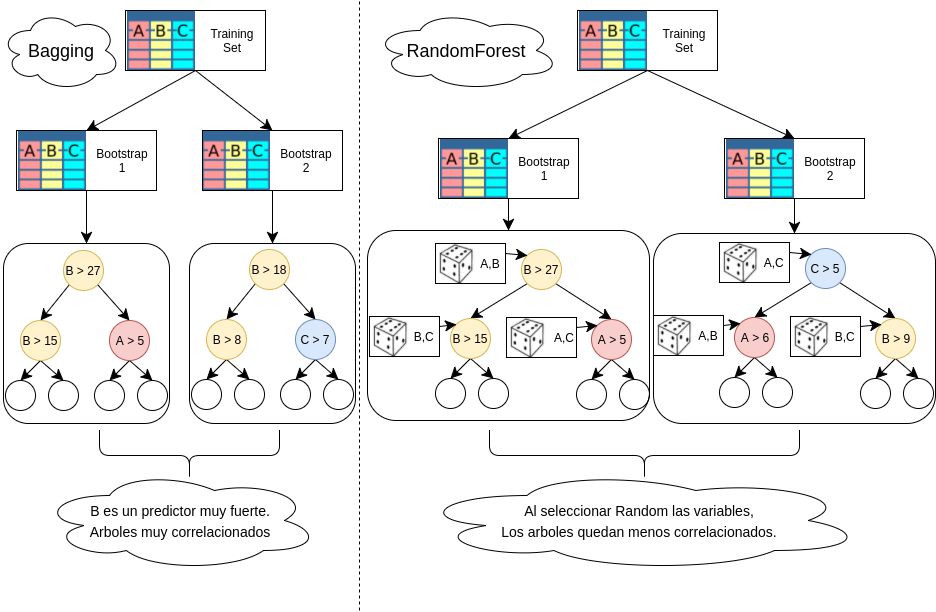 Bagging
A B C
Training
Set
A B C
Bootstrap
1
A B C
Bootstrap
2
B > 27
B > 15
A > 5
B > 18
B > 8
C > 7
B es un predictor muy fuerte.
Arboles muy correlacionados
RandomForest
A B C
Training
Set
A B C
Bootstrap
1
A B C
Bootstrap
2
A,B
B > 27
B,C
B > 15
A,C
A > 5
A,C
C > 5
A,B
A > 6
B,C
B > 9
Al seleccionar Random las variables,
Los arboles quedan menos correlacionados.